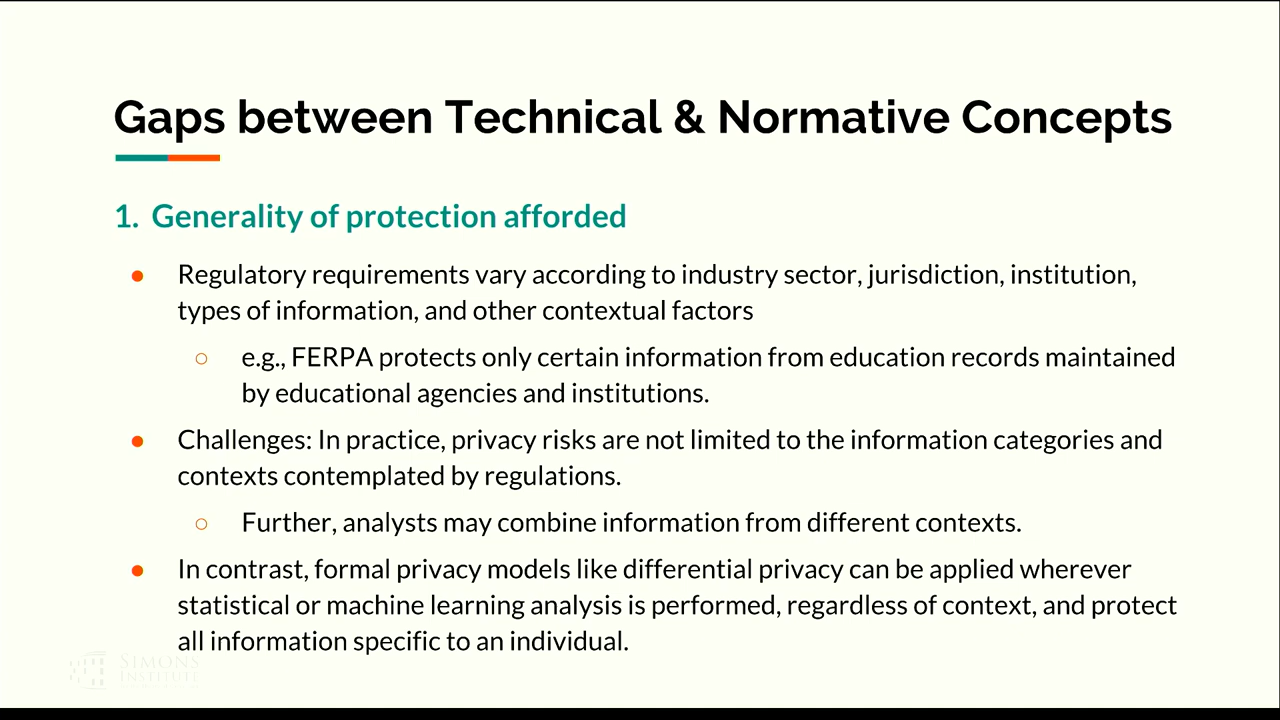 Gaps between Technical & Normative Concepts
1. Generality of protection afforded
● Regulatory requirements vary according to industry sector, jurisdiction, institution,
types of information, and other contextual factors
○ e.g., FERPA protects only certain information from education records maintained
by educational agencies and institutions.
● Challenges: In practice, privacy risks are not limited to the information categories and
contexts contemplated by regulations.
○ Further, analysts may combine information from different contexts.
● In contrast, formal privacy models like differential privacy can be applied wherever
statistical or machine learning analysis is performed, regardless of context, and protect
all information specific to an individual.
SIMONS
INSTITUTE